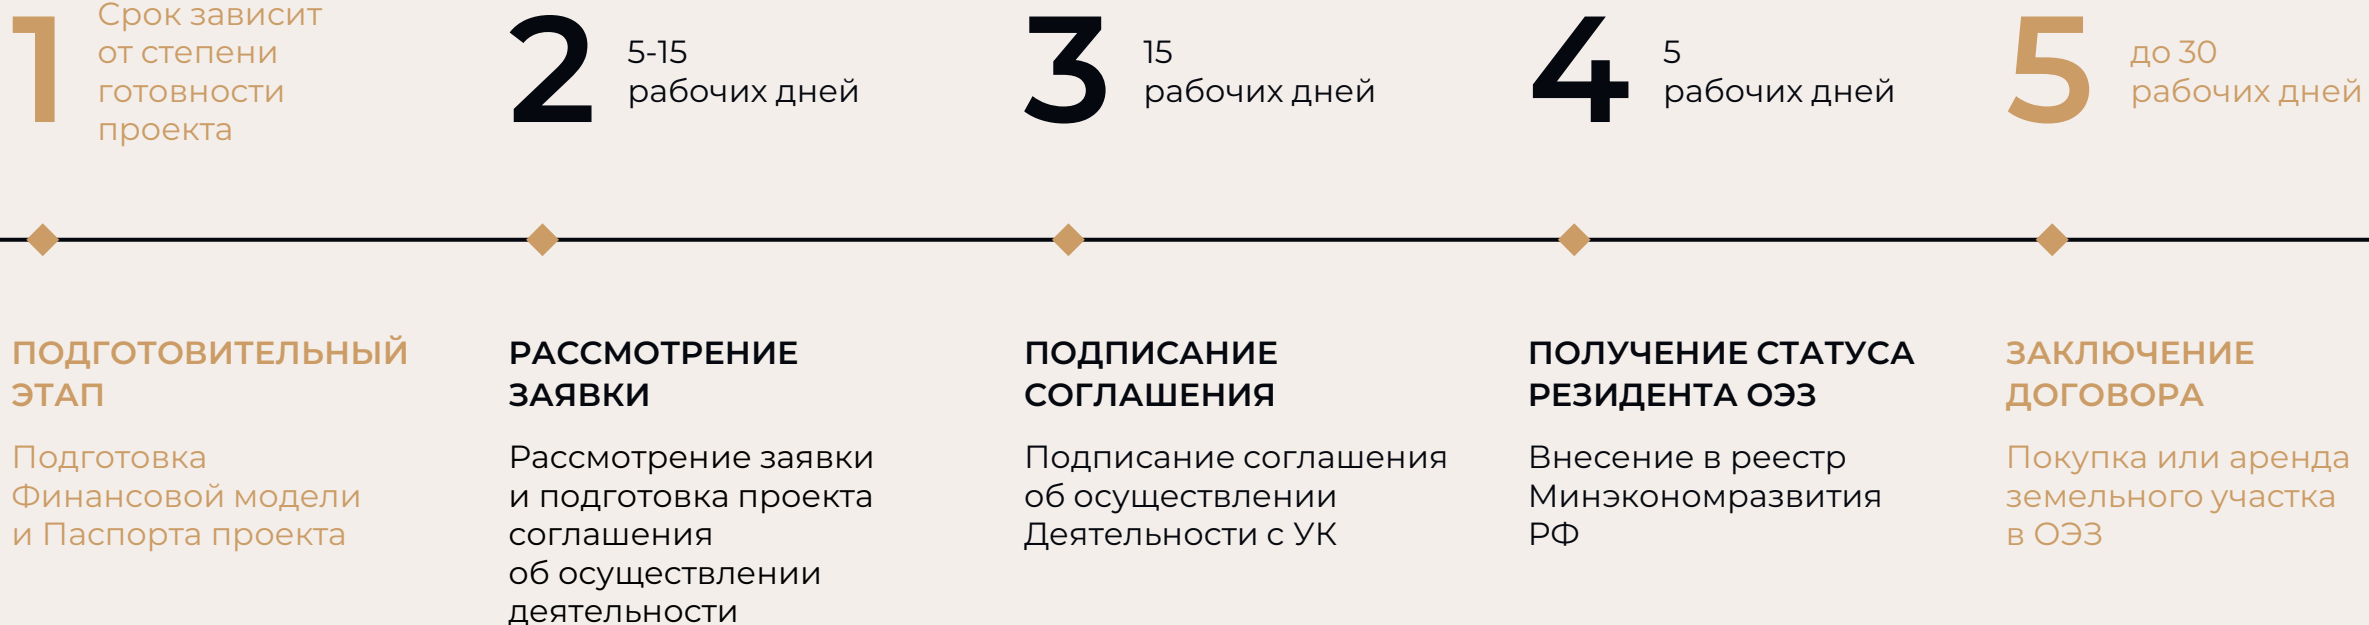 1
Срок зависит
от степени
готовности
проекта
2
5-15
рабочих дней
3
15
рабочих дней
4
5
рабочих дней
5
до 30
рабочих дней
ПОДГОТОВИТЕЛЬНЫЙ
ЭТАП
Подготовка
Финансовой модели
и Паспорта проекта
РАССМОТРЕНИЕ
ЗАЯВКИ
Рассмотрение заявки
и подготовка проекта
соглашения
об осуществлении
деятельности
ПОДПИСАНИЕ
СОГЛАШЕНИЯ
Подписание соглашения
об осуществлении
Деятельности с УК
ПОЛУЧЕНИЕ СТАТУСА
РЕЗИДЕНТА ОЭЗ
Внесение в реестр
Минэкономразвития
РФ
ЗАКЛЮЧЕНИЕ
ДОГОВОРА
Покупка или аренда
земельного участка
в ОЭЗ